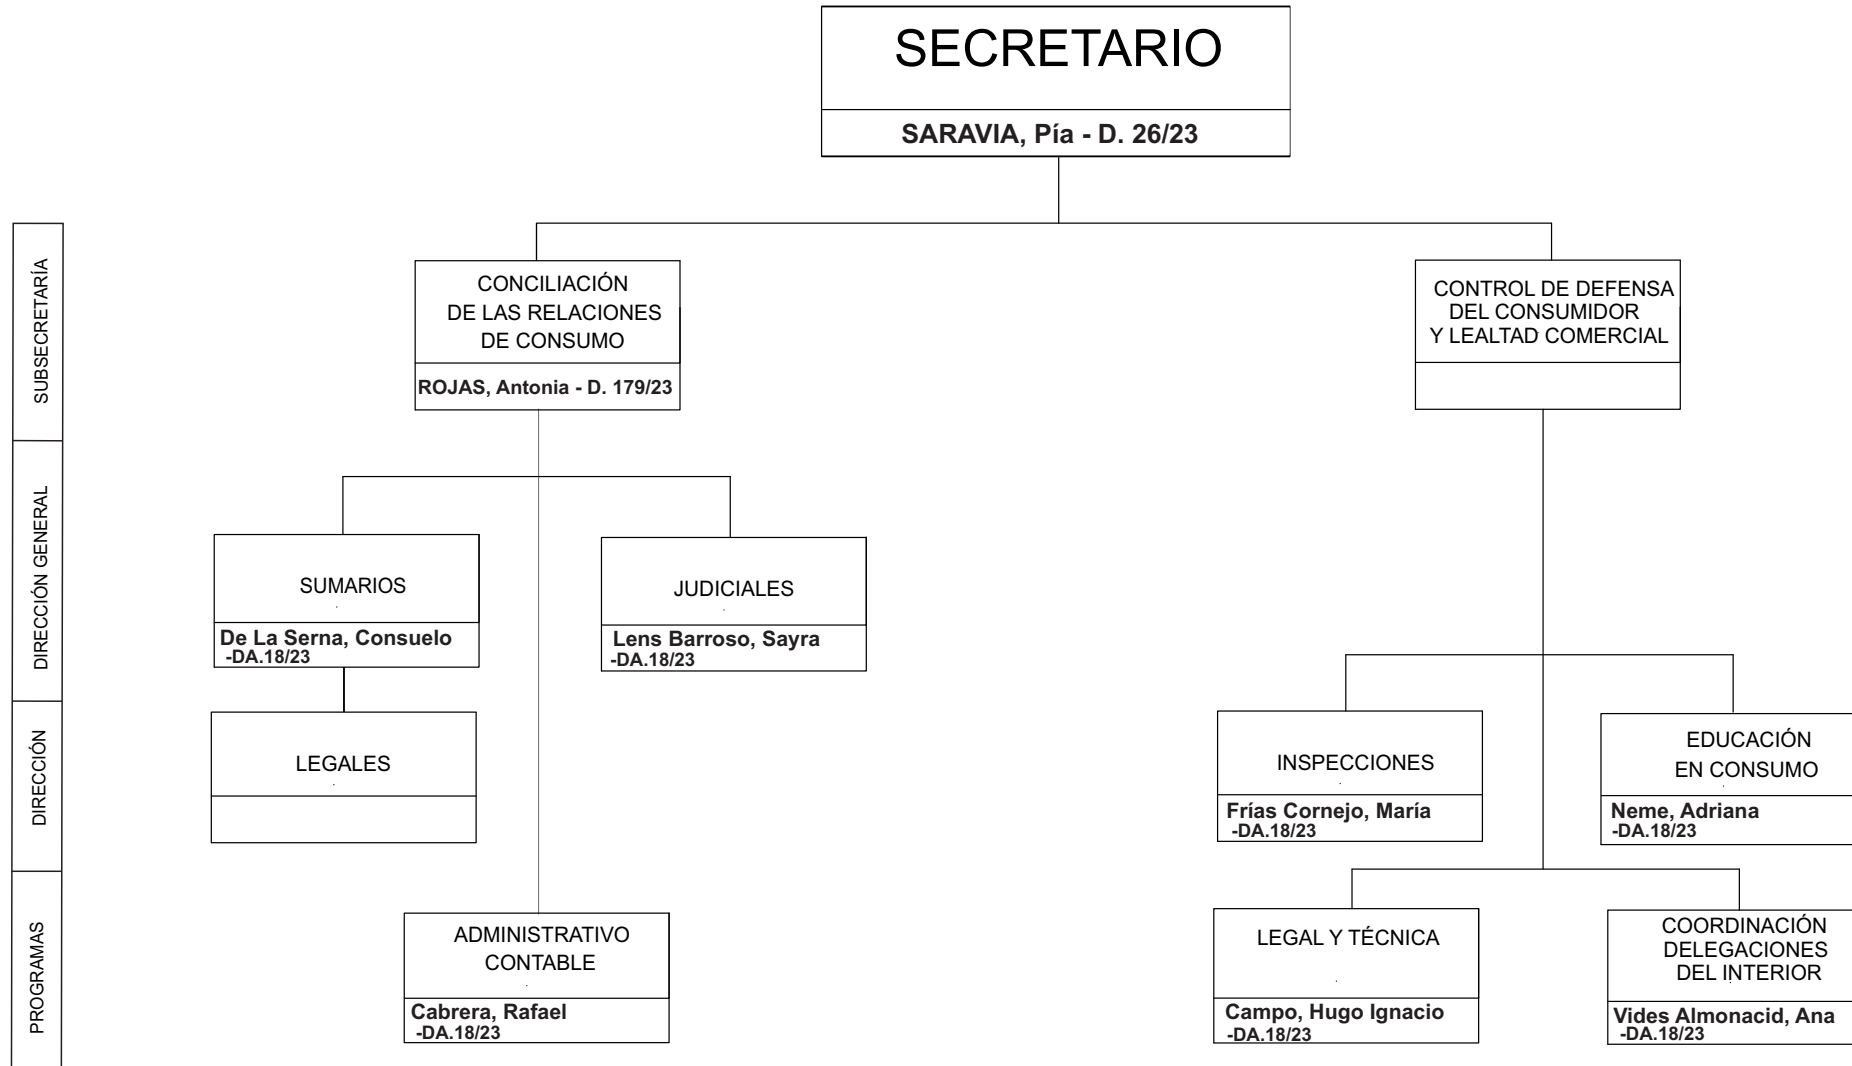 SECRETARIO
SARAVIA, Pía - D. 26/23
SUBSECRETARÍA
CONCILIACIÓN
DE LAS RELACIONES
DE CONSUMO
ROJAS, Antonia - D. 179/23
CONTROL DE DEFENSA
DEL CONSUMIDOR
Y LEALTAD COMERCIAL
DIRECCIÓN GENERAL
SUMARIOS
De La Serna, Consuelo
-DA.18/23
JUDICIALES
Lens Barroso, Sayra
-DA.18/23
DIRECCIÓN
LEGALES
INSPECCIONES
Frías Cornejo, María
-DA.18/23
EDUCACIÓN
EN CONSUMO
Neme, Adriana
-DA.18/23
PROGRAMAS
ADMINISTRATIVO
CONTABLE
Cabrera, Rafael
-DA.18/23
LEGAL Y TÉCNICA
Campo, Hugo Ignacio
-DA.18/23
COORDINACIÓN
DELEGACIONES
DEL INTERIOR
Vides Almonacid, Ana
-DA.18/23